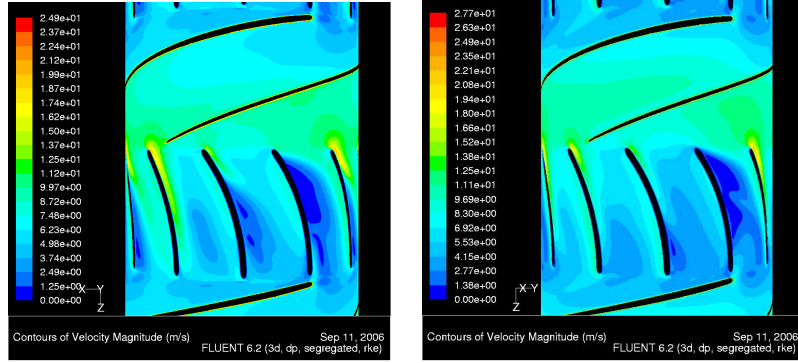 2.49e+01
2.37e+01
2.24e+01
2.12e+01
1.99e+01
1.87e+01
1.74e+01
1.62e+01
1.50e+01
1.37e+01
1.25e+01
1.12e+01
9.97e+00
8.72e+00
7.48e+00
6.23e+00
4.98e+00
3.74e+00
2.49e+00
1.25e+00
0.00e+00
X Y
Z
Contours of Velocity Magnitude (m/s)
Sep 11, 2006
FLUENT 6.2 (3d, dp, segregated, rke)
2.77e+01
2.63e+01
2.49e+01
2.35e+01
2.21e+01
2.08e+01
1.94e+01
1.80e+01
1.66e+01
1.52e+01
1.38e+01
1.25e+01
1.11e+01
9.69e+00
8.30e+00
6.92e+00
5.53e+00
4.15e+00
2.77e+00
1.38e+00
0.00e+00
X Y
Z
Contours of Velocity Magnitude (m/s)
Sep 11, 2006
FLUENT 6.2 (3d, dp, segregated, rke)